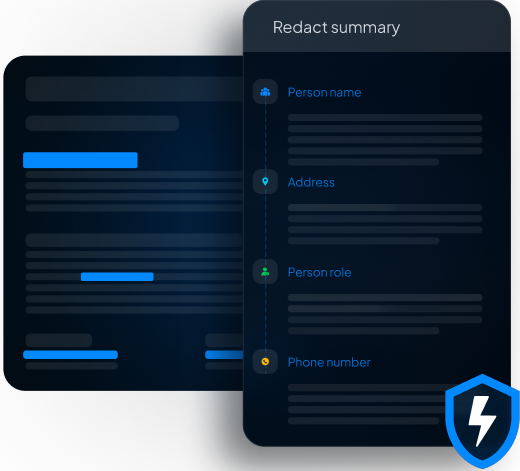 Redact summary
Person name
Address
Person role
Phone number